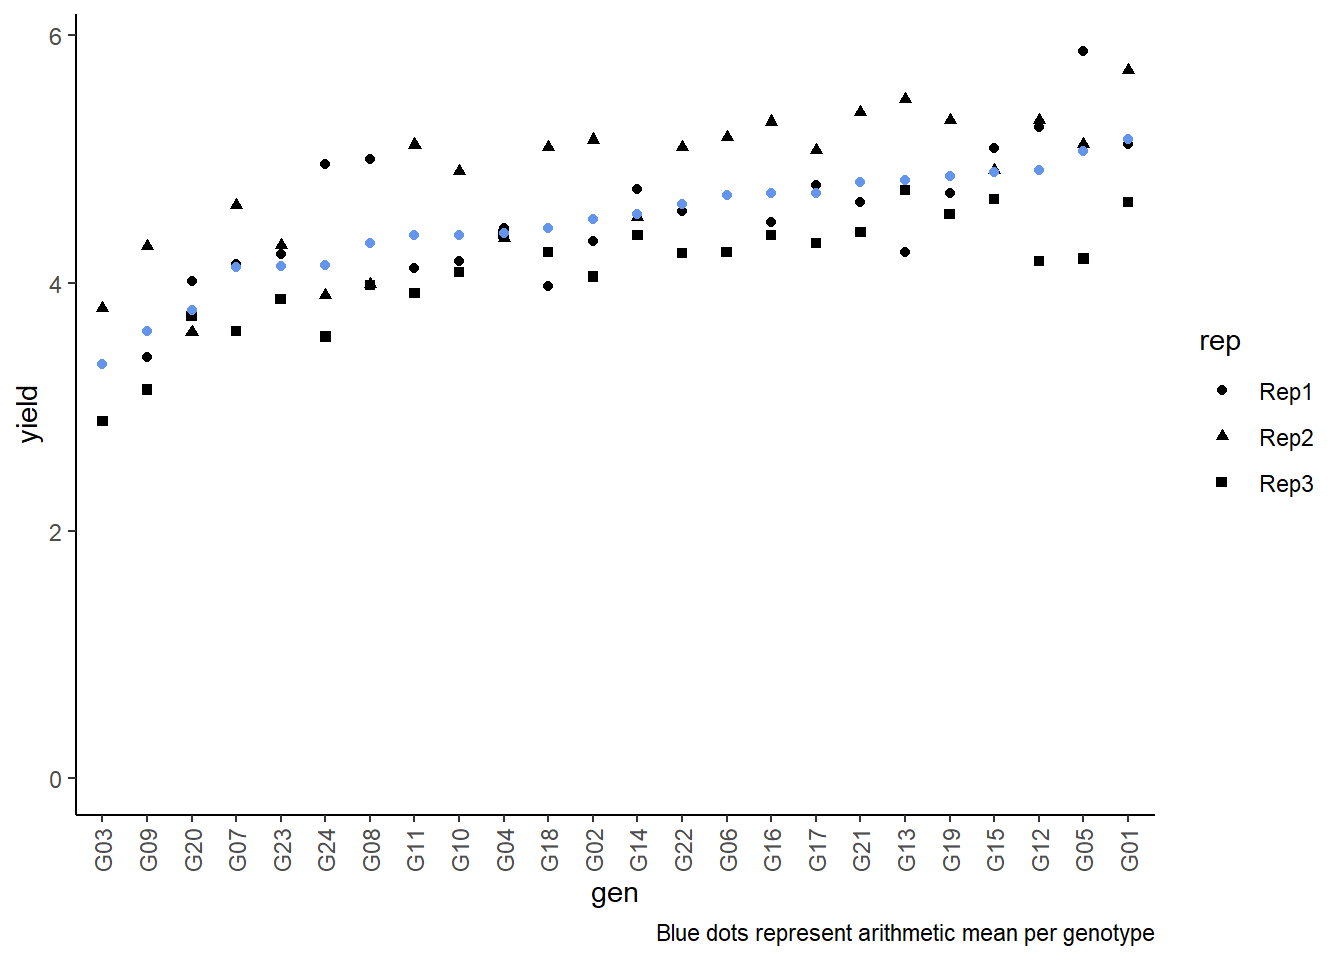 6
4
2
0
yield
G03 G09 G20 G07 G23 G24 G08 G11 G10 G04 G18 G02 G14 G22 G06 G16 G17 G21 G13 G19 G15 G12 G05 G01
gen
Blue dots represent arithmetic mean per genotype
rep
Rep1
Rep2
Rep3